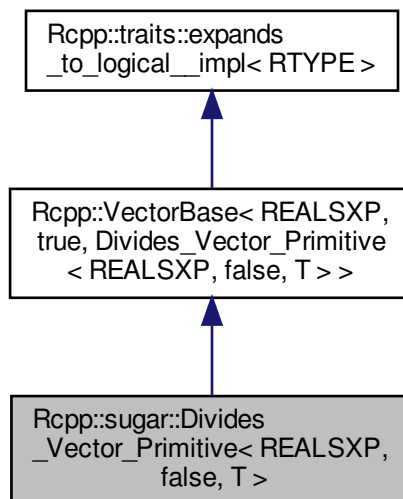 Rcpp::traits::expands
_to_logical__impl< RTYPE >
Rcpp::VectorBase< REALSXP,
true, Divides_Vector_Primitive
< REALSXP, false, T > >
Rcpp::sugar::Divides
_Vector_Primitive< REALSXP,
false, T >